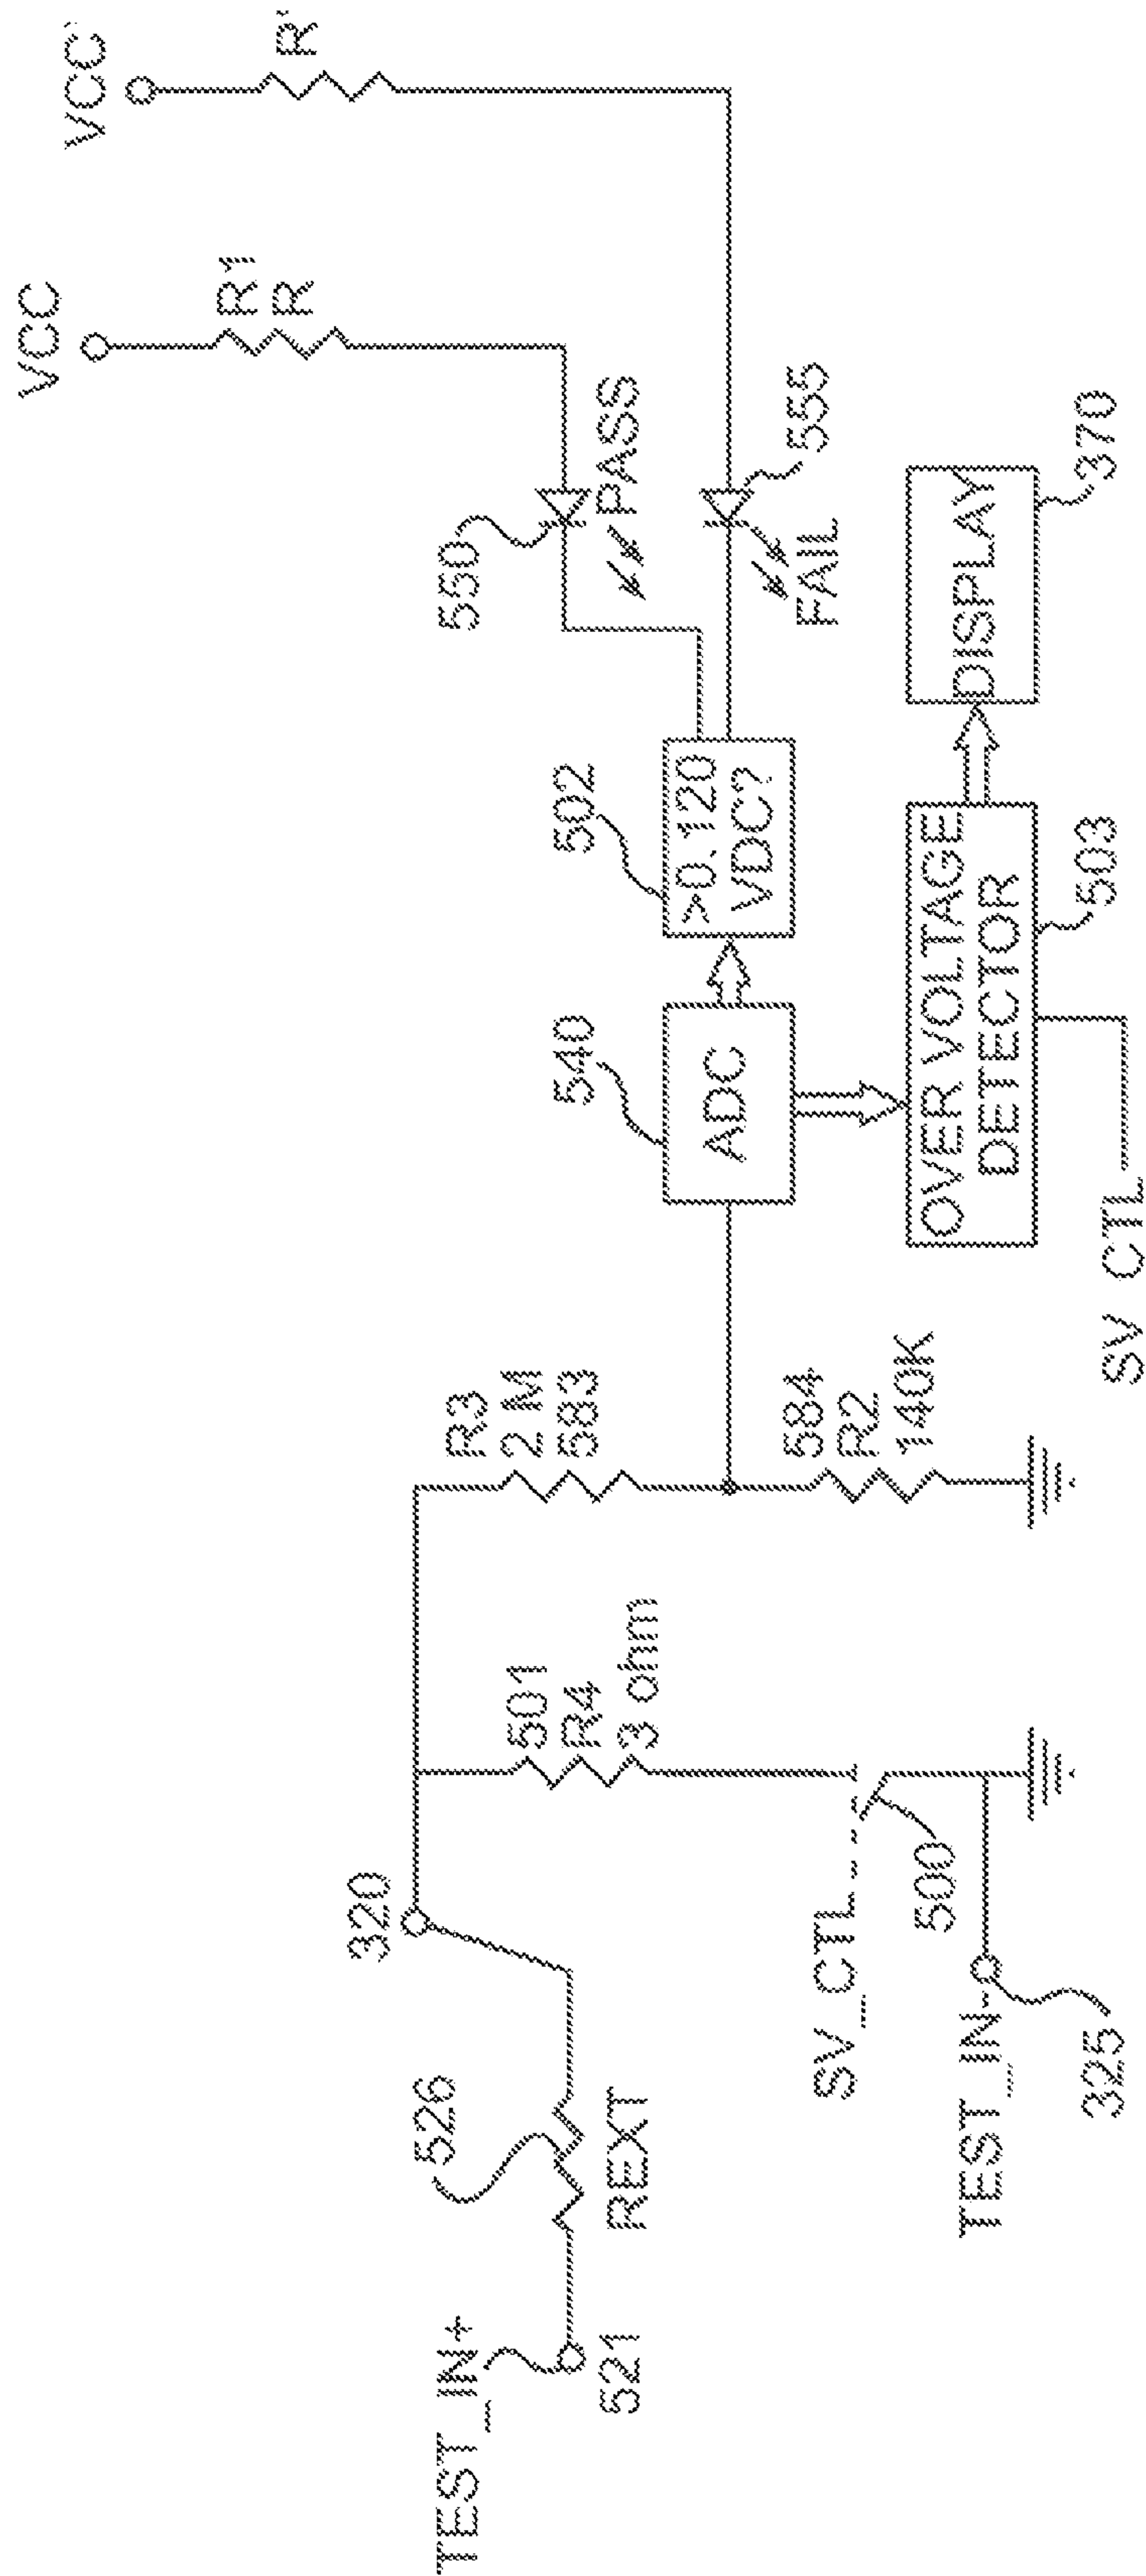 TEST_IN+
521
526
REXT
320
501
R4
3 ohm
SV_CTL
500
TEST_IN-
325
R3
2 M
583
584
R2
140K
540
ADC
502
>0.120
VDC?
OVER VOLTAGE
DETECTOR
503
SV CTL
DISPLAY
370
550
PASS
555
FAIL
VCC
R1
R
VCC
R